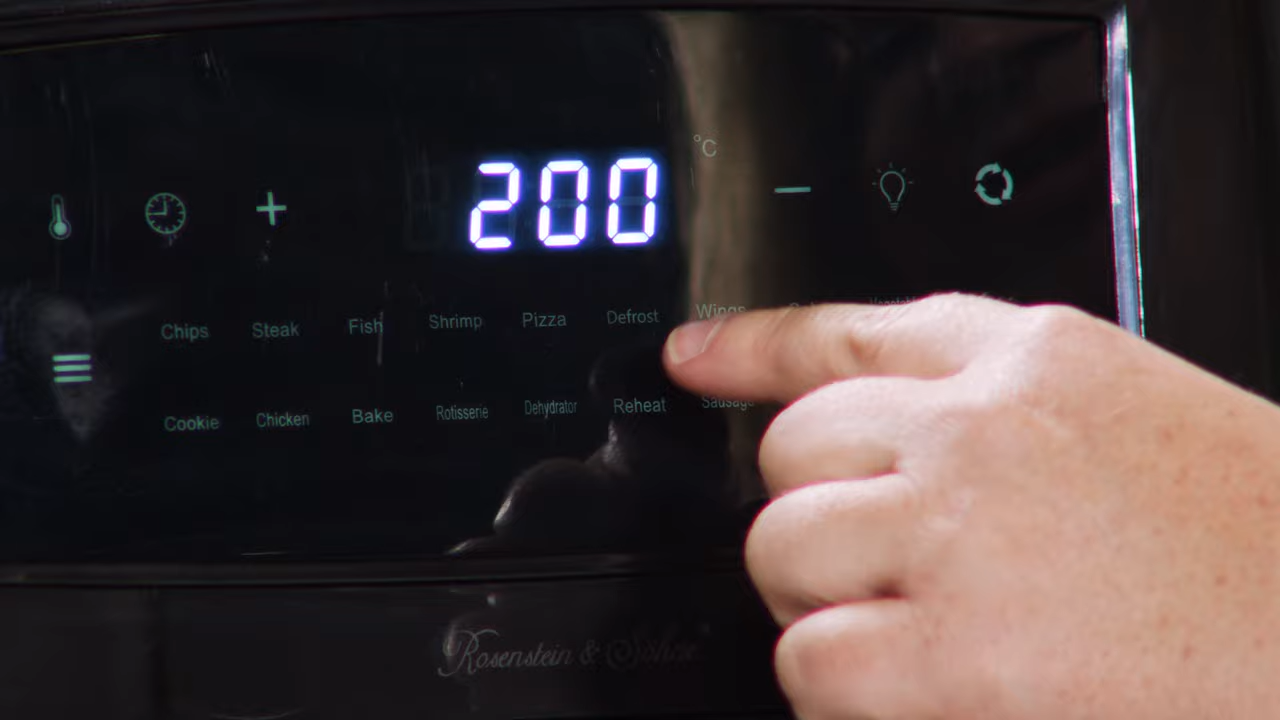 200 °C
Chips Steak Fish Shrimp Pizza Defrost Wings
Cookie Chicken Bake Rotisserie Dehydrator Reheat Sausage
Rosenstein & Söhne